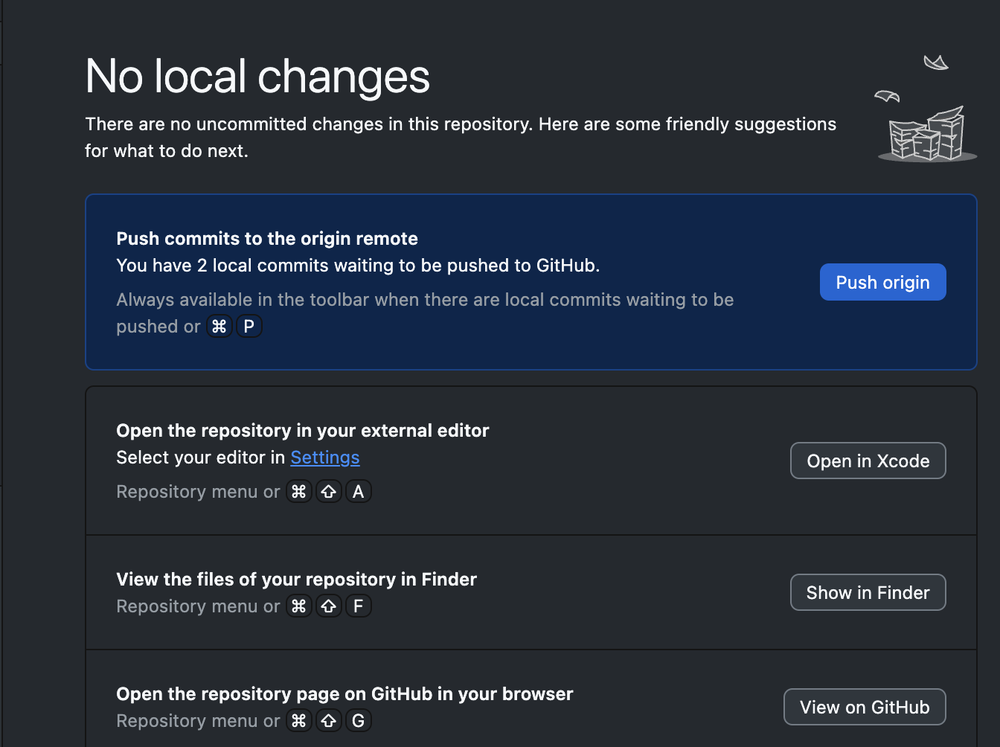 No local changes
There are no uncommitted changes in this repository. Here are some friendly suggestions
for what to do next.
Push commits to the origin remote
You have 2 local commits waiting to be pushed to GitHub.
Always available in the toolbar when there are local commits waiting to be
pushed or ⌘ P
Push origin
Open the repository in your external editor
Select your editor in Settings
Repository menu or ⌘ ⇧ A
Open in Xcode
View the files of your repository in Finder
Repository menu or ⌘ ⇧ F
Show in Finder
Open the repository page on GitHub in your browser
Repository menu or ⌘ ⇧ G
View on GitHub